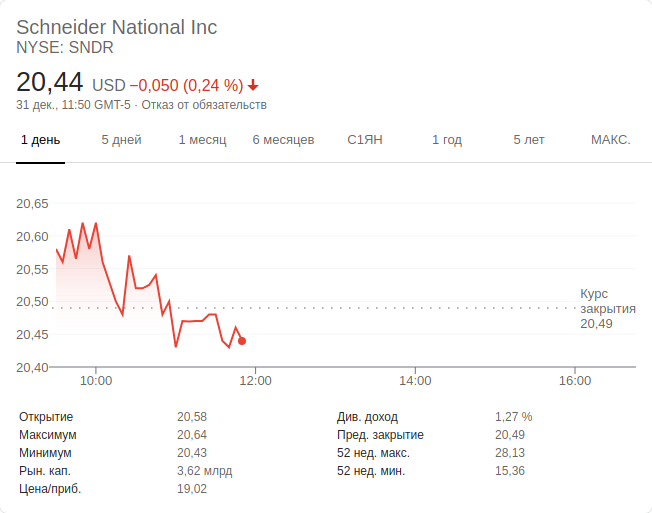 Schneider National Inc
NYSE: SNDR
20,44 USD −0,050 (0,24 %)
31 дек., 11:50 GMT-5 · Отказ от обязательств
1 день 5 дней 1 месяц 6 месяцев С1ЯН 1 год 5 лет МАКС.
20,65
20,60
20,55
20,50
20,45
20,40
Курс
закрытия
20,49
10:00 12:00 14:00 16:00
Открытие 20,58 Див. доход 1,27 %
Максимум 20,64 Пред. закрытие 20,49
Минимум 20,43 52 нед. макс. 28,13
Рын. кап. 3,62 млрд 52 нед. мин. 15,36
Цена/приб. 19,02